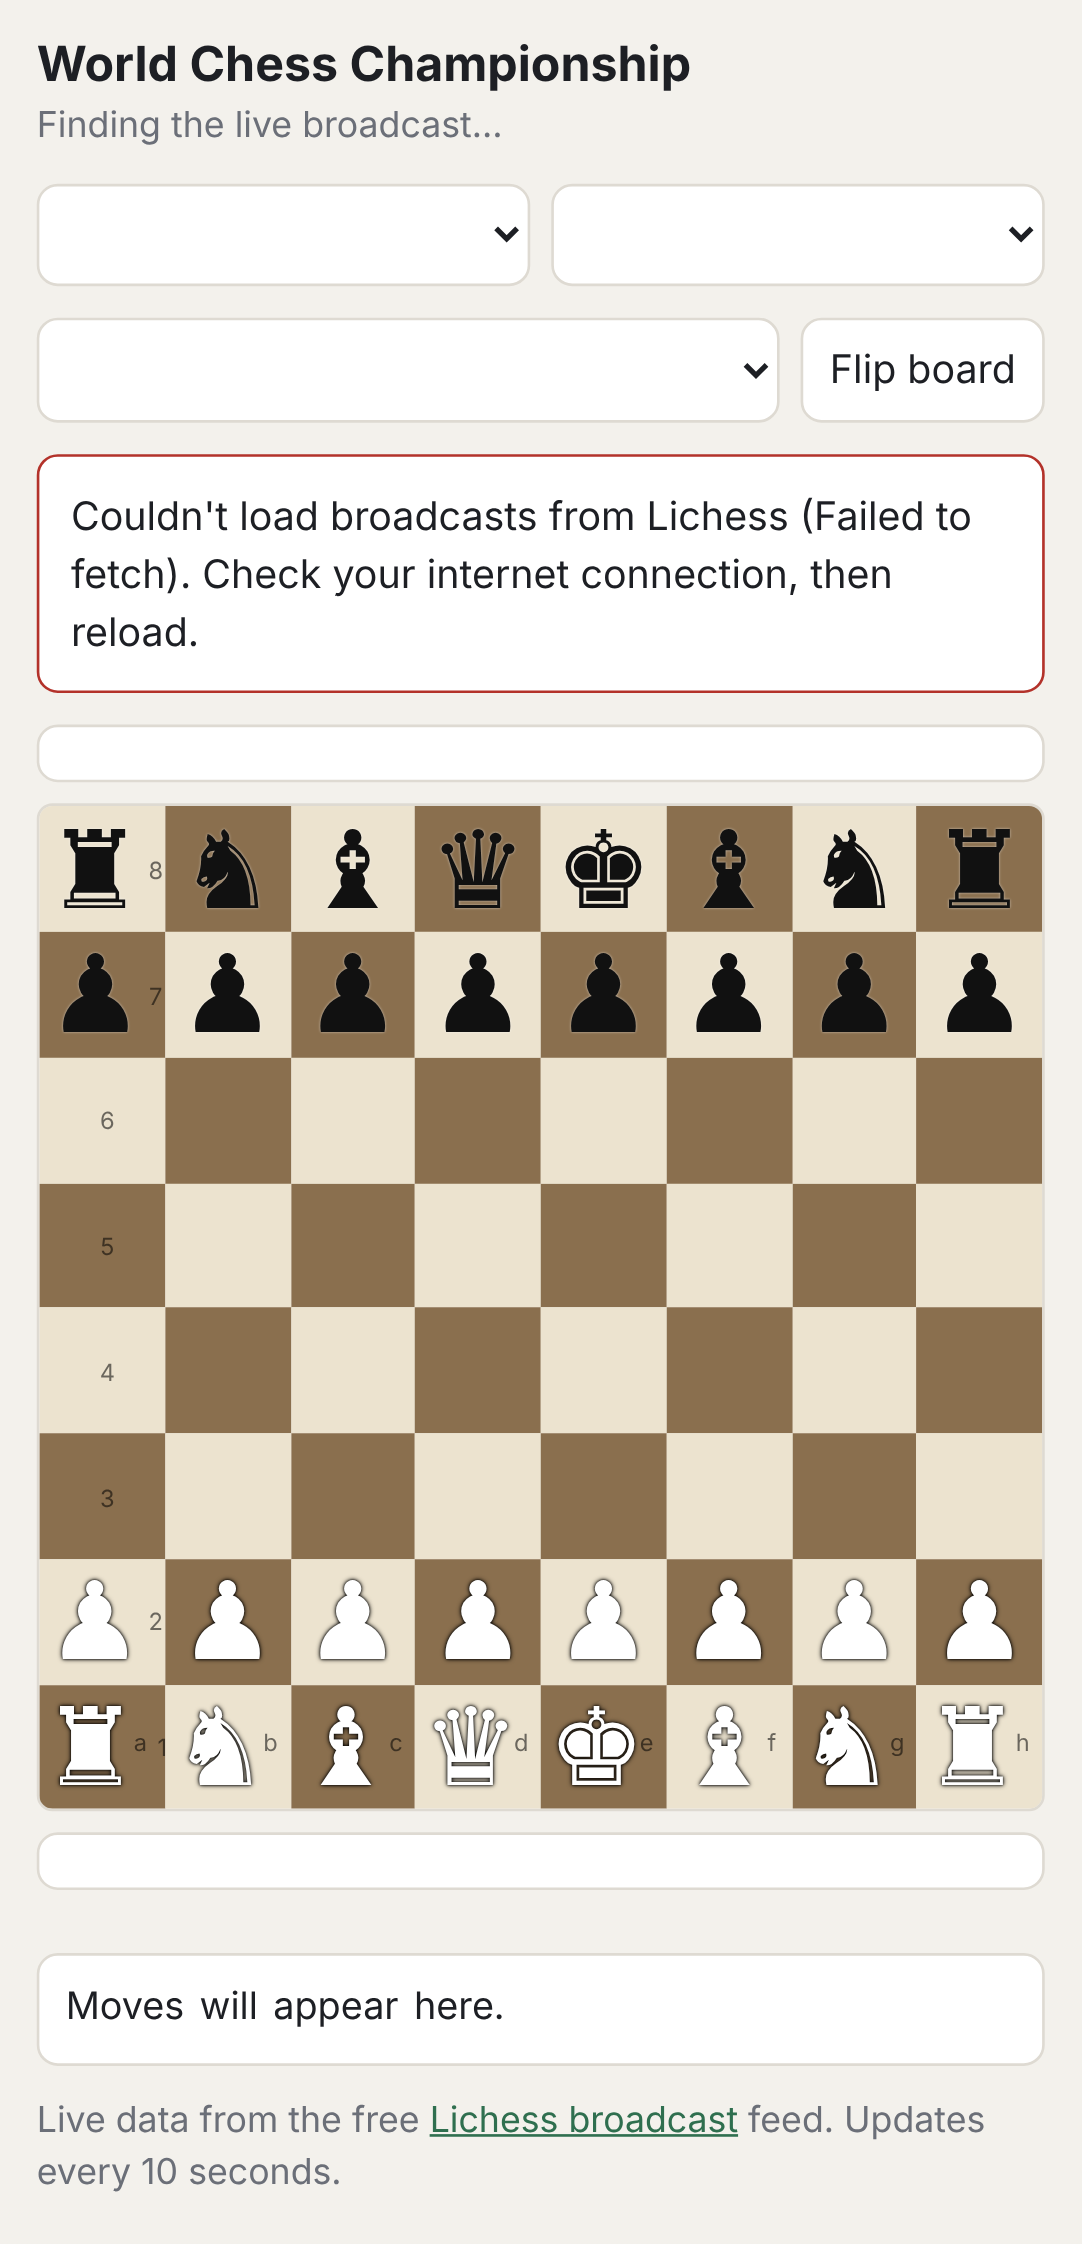 World Chess Championship
Finding the live broadcast...
Flip board
Couldn't load broadcasts from Lichess (Failed to
fetch). Check your internet connection, then
reload.
8
7
6
5
4
3
2
a 1 b c d e f g h
Moves will appear here.
Live data from the free Lichess broadcast feed. Updates
every 10 seconds.